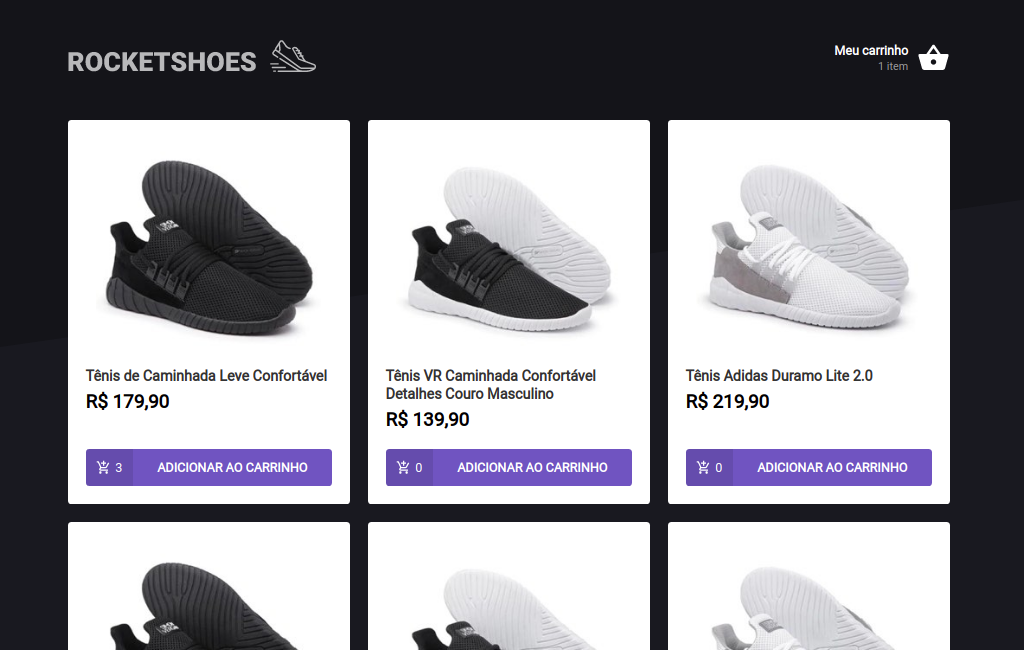 ROCKETSHOES
Meu carrinho
1 item
Tênis de Caminhada Leve Confortável
R$ 179,90
3 ADICIONAR AO CARRINHO
Tênis VR Caminhada Confortável
Detalhes Couro Masculino
R$ 139,90
0 ADICIONAR AO CARRINHO
Tênis Adidas Duramo Lite 2.0
R$ 219,90
0 ADICIONAR AO CARRINHO